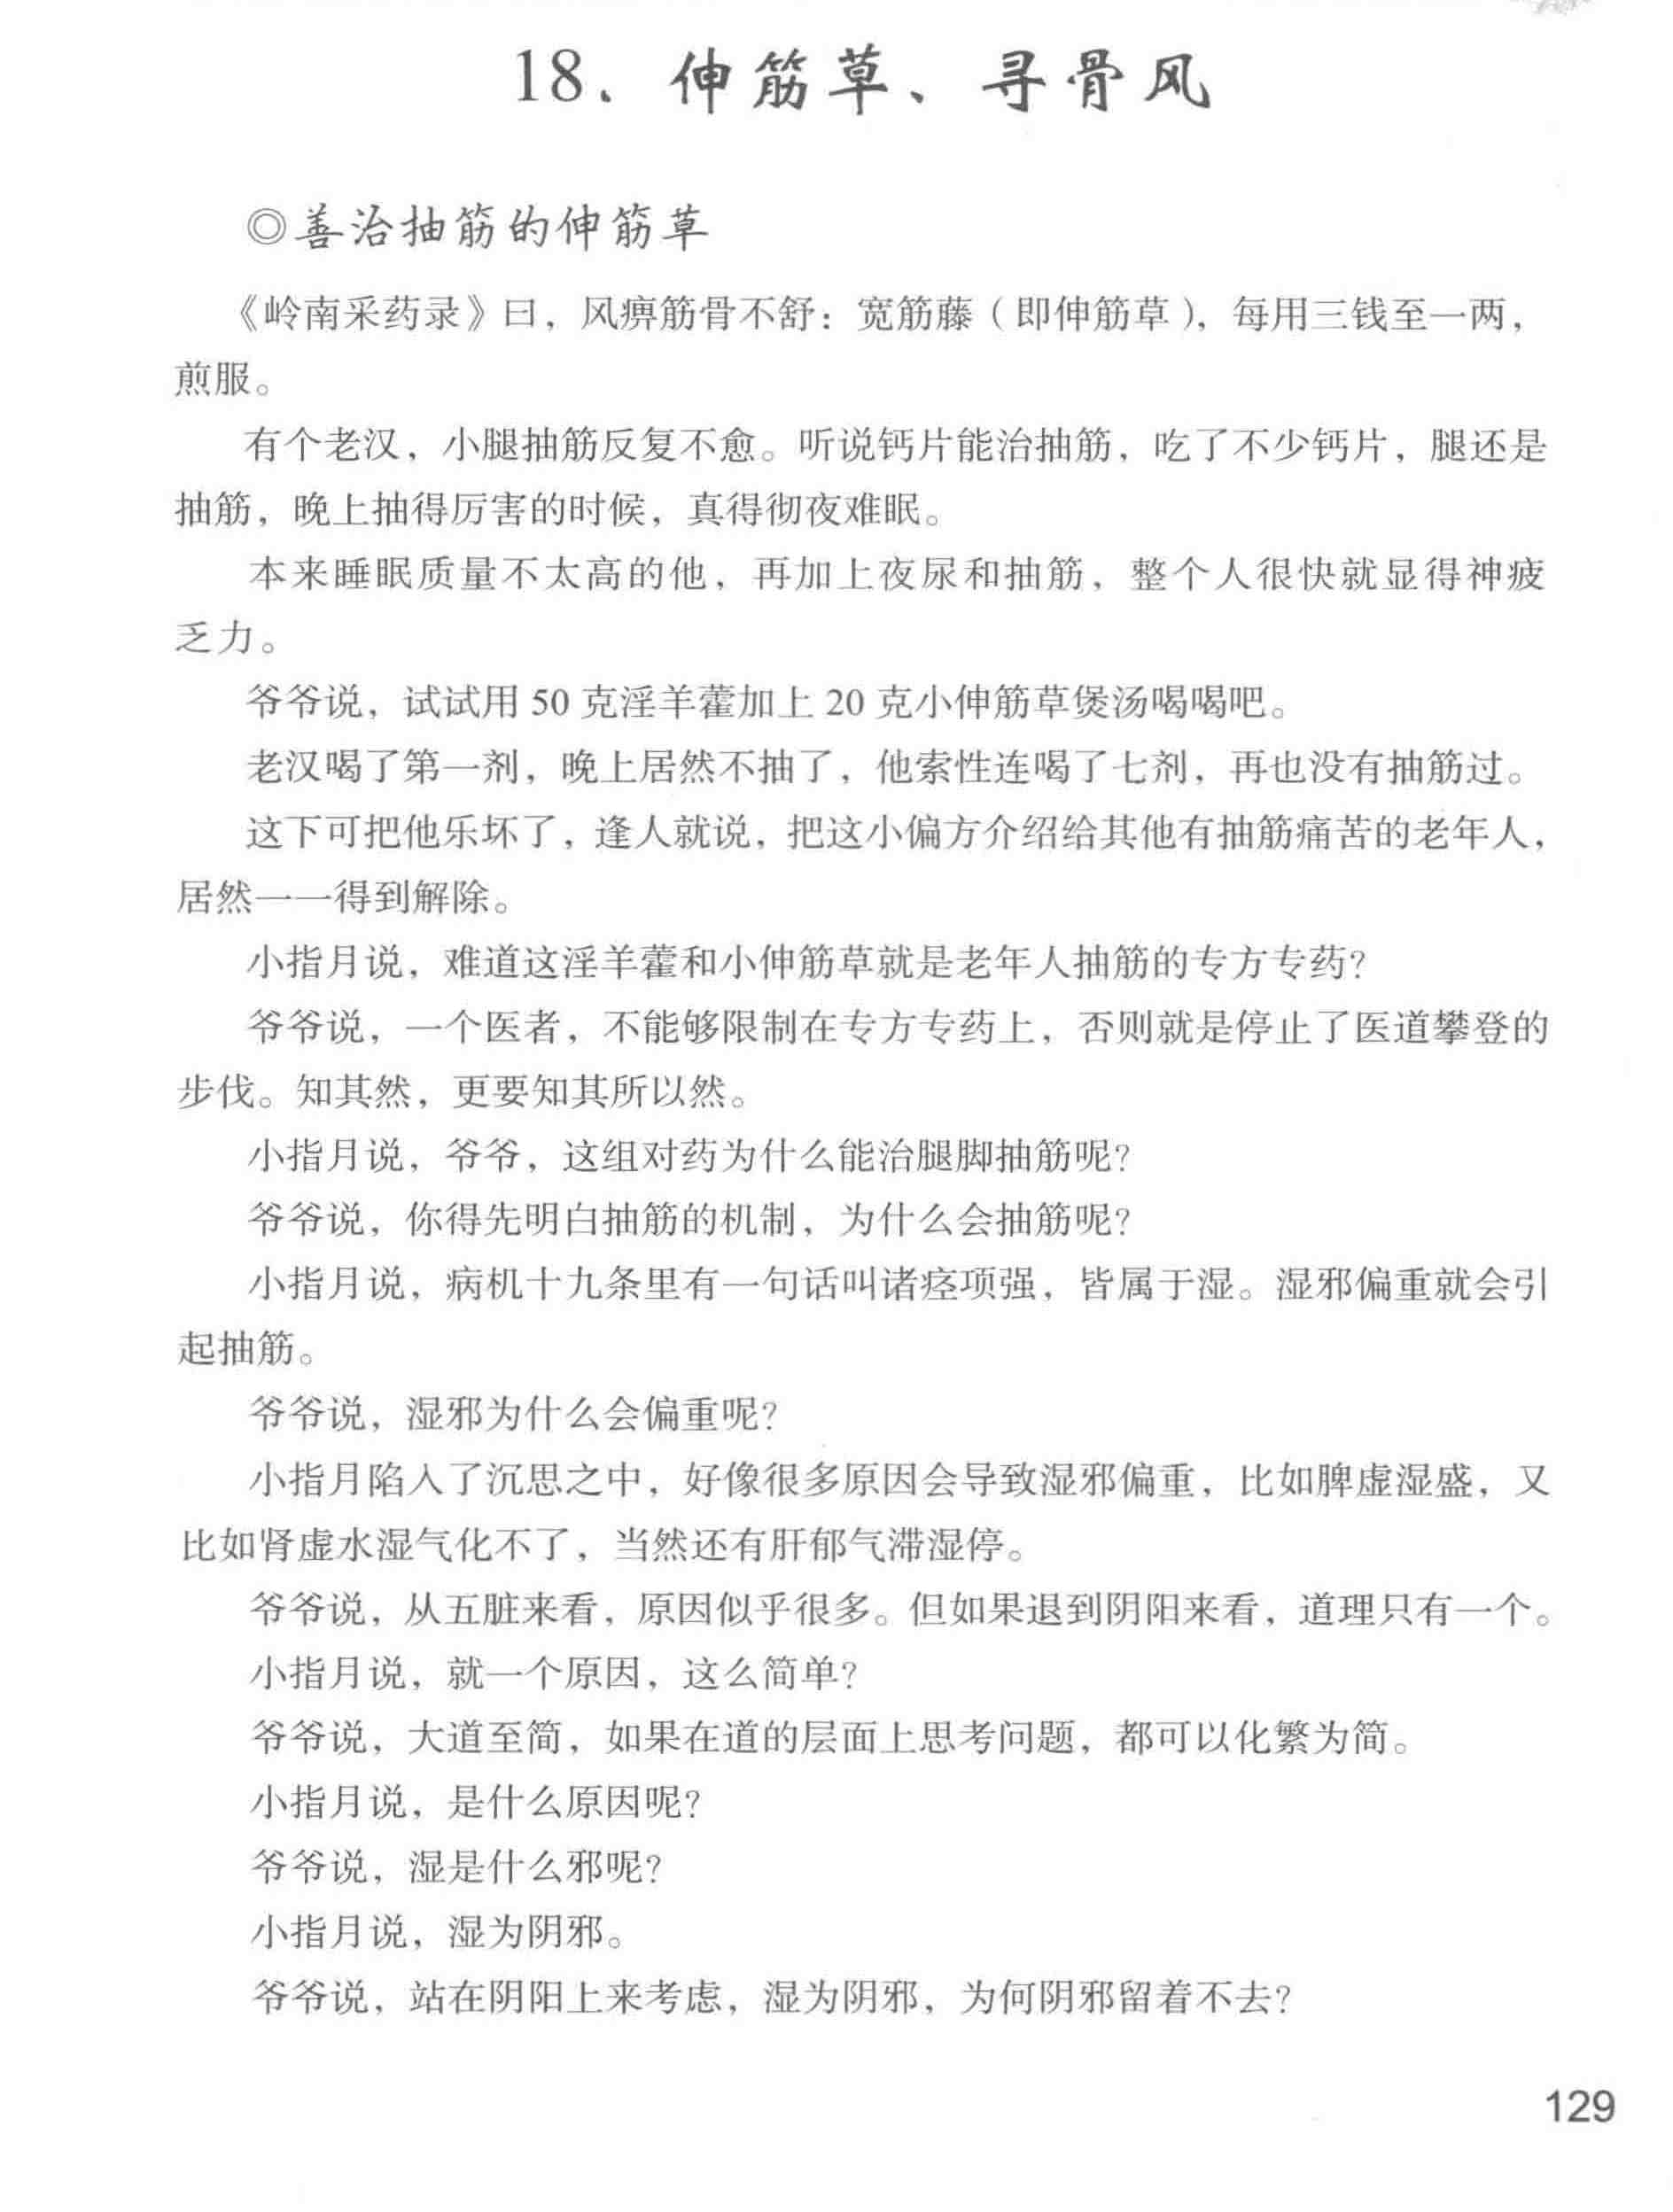 18．伸筋草、寻骨风
◎善治抽筋的伸筋草
《岭南采药录》曰，风痹筋骨不舒：宽筋藤（即伸筋草），每用三钱至一两，
煎服。
有个老汉，小腿抽筋反复不愈。听说钙片能治抽筋，吃了不少钙片，腿还是
抽筋，晚上抽得厉害的时候，真得彻夜难眠。
本来睡眠质量不太高的他，再加上夜尿和抽筋，整个人很快就显得神疲
乏力。
爷爷说，试试用 50 克淫羊藿加上 20 克小伸筋草煲汤喝喝吧。
老汉喝了第一剂，晚上居然不抽了，他索性连喝了七剂，再也没有抽筋过。
这下可把他乐坏了，逢人就说，把这小偏方介绍给其他有抽筋痛苦的老年人，
居然一一得到解除。
小指月说，难道这淫羊藿和小伸筋草就是老年人抽筋的专方专药？
爷爷说，一个医者，不能够限制在专方专药上，否则就是停止了医道攀登的
步伐。知其然，更要知其所以然。
小指月说，爷爷，这组对药为什么能治腿脚抽筋呢？
爷爷说，你得先明白抽筋的机制，为什么会抽筋呢？
小指月说，病机十九条里有一句话叫诸痉项强，皆属于湿。湿邪偏重就会引
起抽筋。
爷爷说，湿邪为什么会偏重呢？
小指月陷入了沉思之中，好像很多原因会导致湿邪偏重，比如脾虚湿盛，又
比如肾虚水湿气化不了，当然还有肝郁气滞湿停。
爷爷说，从五脏来看，原因似乎很多。但如果退到阴阳来看，道理只有一个。
小指月说，就一个原因，这么简单？
爷爷说，大道至简，如果在道的层面上思考问题，都可以化繁为简。
小指月说，是什么原因呢？
爷爷说，湿是什么邪呢？
小指月说，湿为阴邪。
爷爷说，站在阴阳上来考虑，湿为阴邪，为何阴邪留着不去？
129